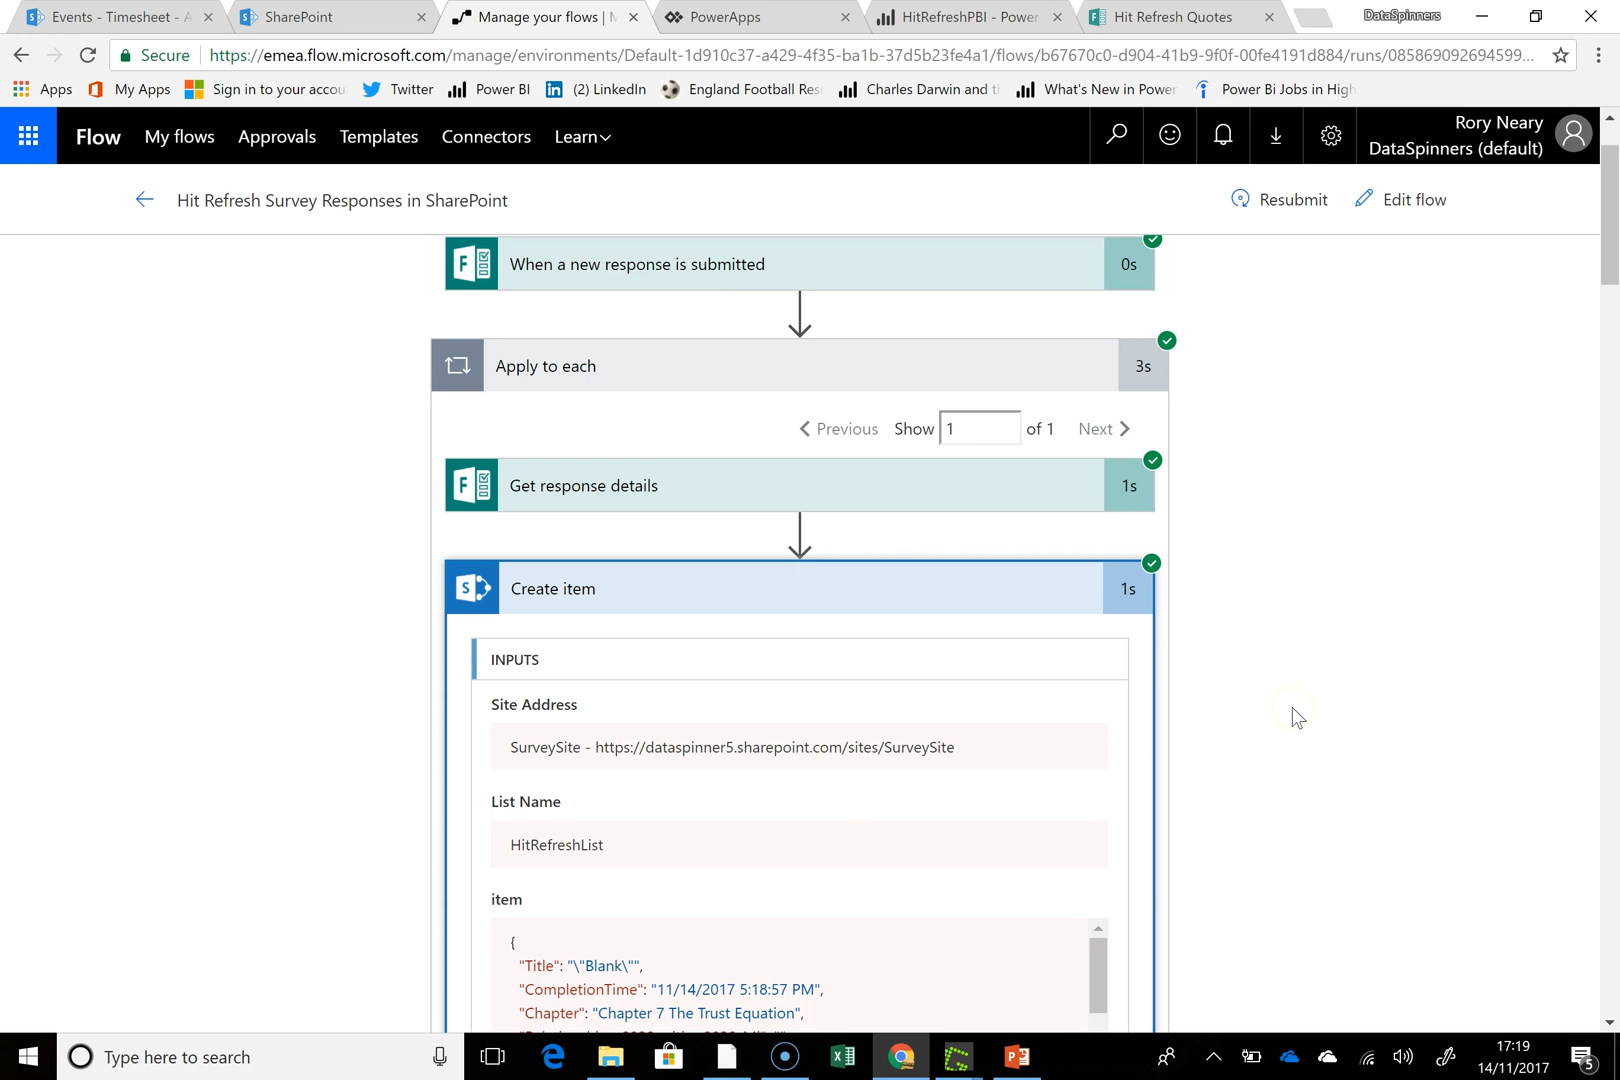 Events - Timesheet - A
SharePoint
Manage your flows | M
PowerApps
HitRefreshPBI - Power
Hit Refresh Quotes
DataSpinners
Secure
https://emea.flow.microsoft.com/manage/environments/Default-1d910c37-a429-4f35-ba1b-37d5b23fe4a1/flows/b67670c0-d904-41b9-9f0f-00fe4191d884/runs/085869092694599...
Apps
My Apps
Sign in to your accou
Twitter
Power BI
(2) LinkedIn
England Football Res
Charles Darwin and t
What's New in Power
Power Bi Jobs in High
Flow
My flows
Approvals
Templates
Connectors
Learn
Rory Neary
DataSpinners (default)
Hit Refresh Survey Responses in SharePoint
Resubmit
Edit flow
When a new response is submitted
0s
Apply to each
3s
Previous Show 1 of 1 Next
Get response details
1s
Create item
1s
INPUTS
Site Address
SurveySite - https://dataspinner5.sharepoint.com/sites/SurveySite
List Name
HitRefreshList
item
{
"Title": "\"Blank\"",
"CompletionTime": "11/14/2017 5:18:57 PM",
"Chapter": "Chapter 7 The Trust Equation",
Type here to search
17:19
14/11/2017
5